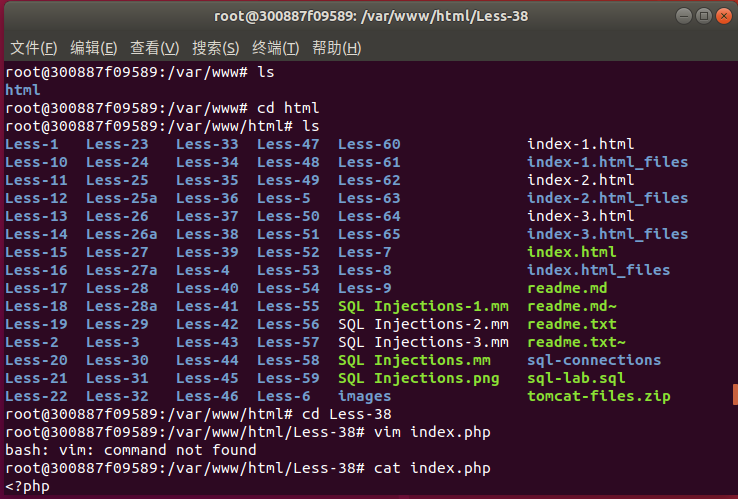 root@300887f09589: /var/www/html/Less-38
文件(F) 编辑(E) 查看(V) 搜索(S) 终端(T) 帮助(H)
root@300887f09589:/var/www# ls
html
root@300887f09589:/var/www# cd html
root@300887f09589:/var/www/html# ls
Less-1 Less-23 Less-33 Less-47 Less-60 index-1.html
Less-10 Less-24 Less-34 Less-48 Less-61 index-1.html_files
Less-11 Less-25 Less-35 Less-49 Less-62 index-2.html
Less-12 Less-25a Less-36 Less-5 Less-63 index-2.html_files
Less-13 Less-26 Less-37 Less-50 Less-64 index-3.html
Less-14 Less-26a Less-38 Less-51 Less-65 index-3.html_files
Less-15 Less-27 Less-39 Less-52 Less-7 index.html
Less-16 Less-27a Less-4 Less-53 Less-8 index.html_files
Less-17 Less-28 Less-40 Less-54 Less-9 readme.md
Less-18 Less-28a Less-41 Less-55 SQL Injections-1.mm readme.md~
Less-19 Less-29 Less-42 Less-56 SQL Injections-2.mm readme.txt
Less-2 Less-3 Less-43 Less-57 SQL Injections-3.mm readme.txt~
Less-20 Less-30 Less-44 Less-58 SQL Injections.mm sql-connections
Less-21 Less-31 Less-45 Less-59 SQL Injections.png sql-lab.sql
Less-22 Less-32 Less-46 Less-6 images tomcat-files.zip
root@300887f09589:/var/www/html# cd Less-38
root@300887f09589:/var/www/html/Less-38# vim index.php
bash: vim: command not found
root@300887f09589:/var/www/html/Less-38# cat index.php
<?php